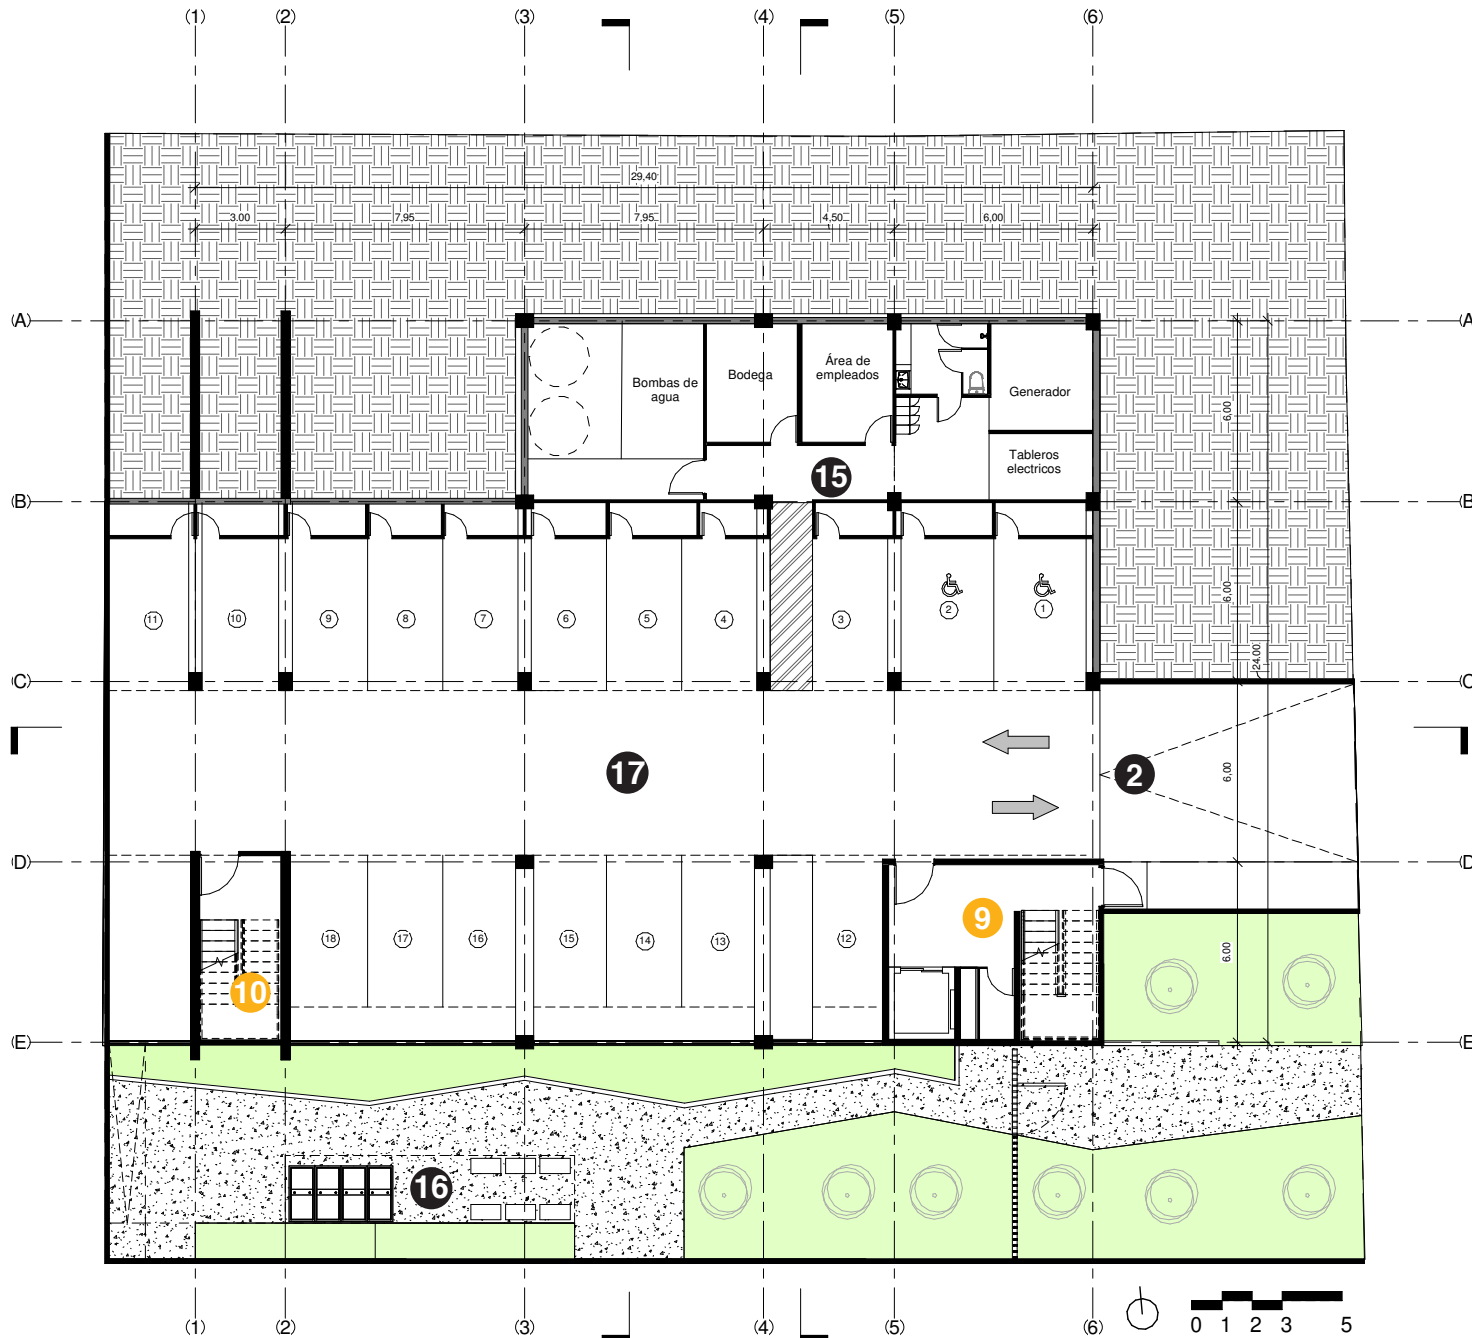 (1) (2) (3) (4) (5) (6)
29,40
3.00 7,95 7,95 4,50 6,00
(A) (A
Bombas de
agua
Bodega
Área de
empleados
Generador
6,00
Tableros
electricos
15
(B) (B
11 10 9 8 7 6 5 4 3 2 1
6,00
24.00
(C) (C
17
2
6,00
(D) (D
18 17 16 15 14 13 12
9
10
6.00
(E) (E
16
(1) (2) (3) (4) (5) (6)
0 1 2 3 5